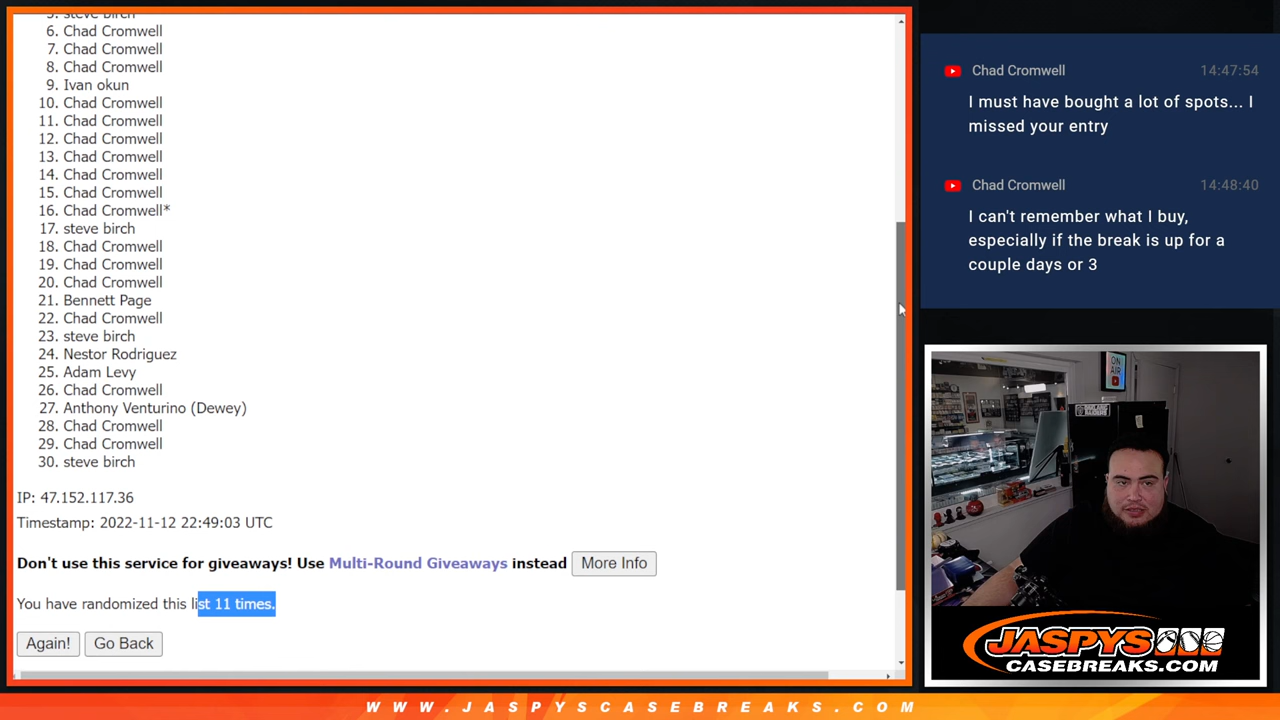 5. steve birch
6. Chad Cromwell
7. Chad Cromwell
8. Chad Cromwell
9. Ivan okun
10. Chad Cromwell
11. Chad Cromwell
12. Chad Cromwell
13. Chad Cromwell
14. Chad Cromwell
15. Chad Cromwell
16. Chad Cromwell*
17. steve birch
18. Chad Cromwell
19. Chad Cromwell
20. Chad Cromwell
21. Bennett Page
22. Chad Cromwell
23. steve birch
24. Nestor Rodriguez
25. Adam Levy
26. Chad Cromwell
27. Anthony Venturino (Dewey)
28. Chad Cromwell
29. Chad Cromwell
30. steve birch
IP: 47.152.117.36
Timestamp: 2022-11-12 22:49:03 UTC
Don't use this service for giveaways! Use Multi-Round Giveaways instead More Info
You have randomized this list 11 times.
Again! Go Back
Chad Cromwell 14:47:54
I must have bought a lot of spots... I
missed your entry
Chad Cromwell 14:48:40
I can't remember what I buy,
especially if the break is up for a
couple days or 3
ON
AIR
JASPYS
CASEBREAKS.COM
WWW.JASPYSCASEBREAKS.COM